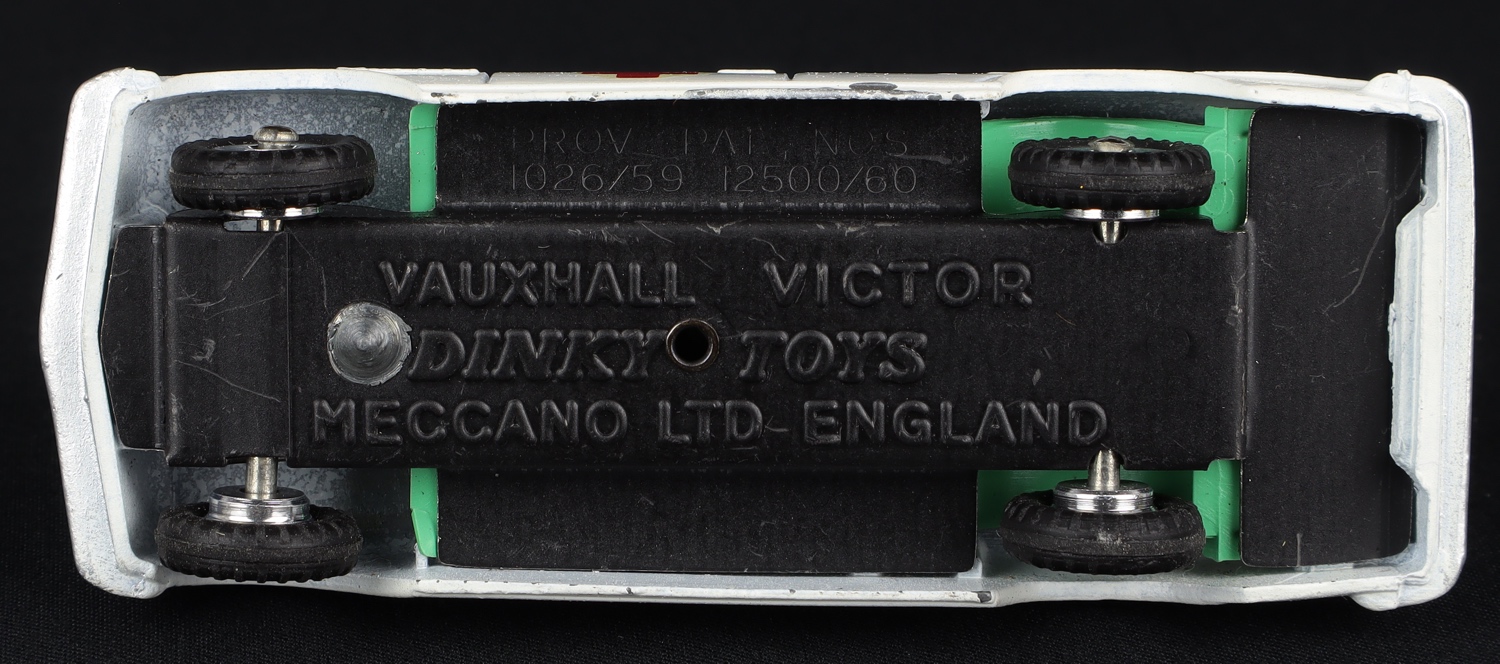 PROV PAT NOS
1026/59 12500/60
VAUXHALL VICTOR
DINKY TOYS
MECCANO LTD ENGLAND